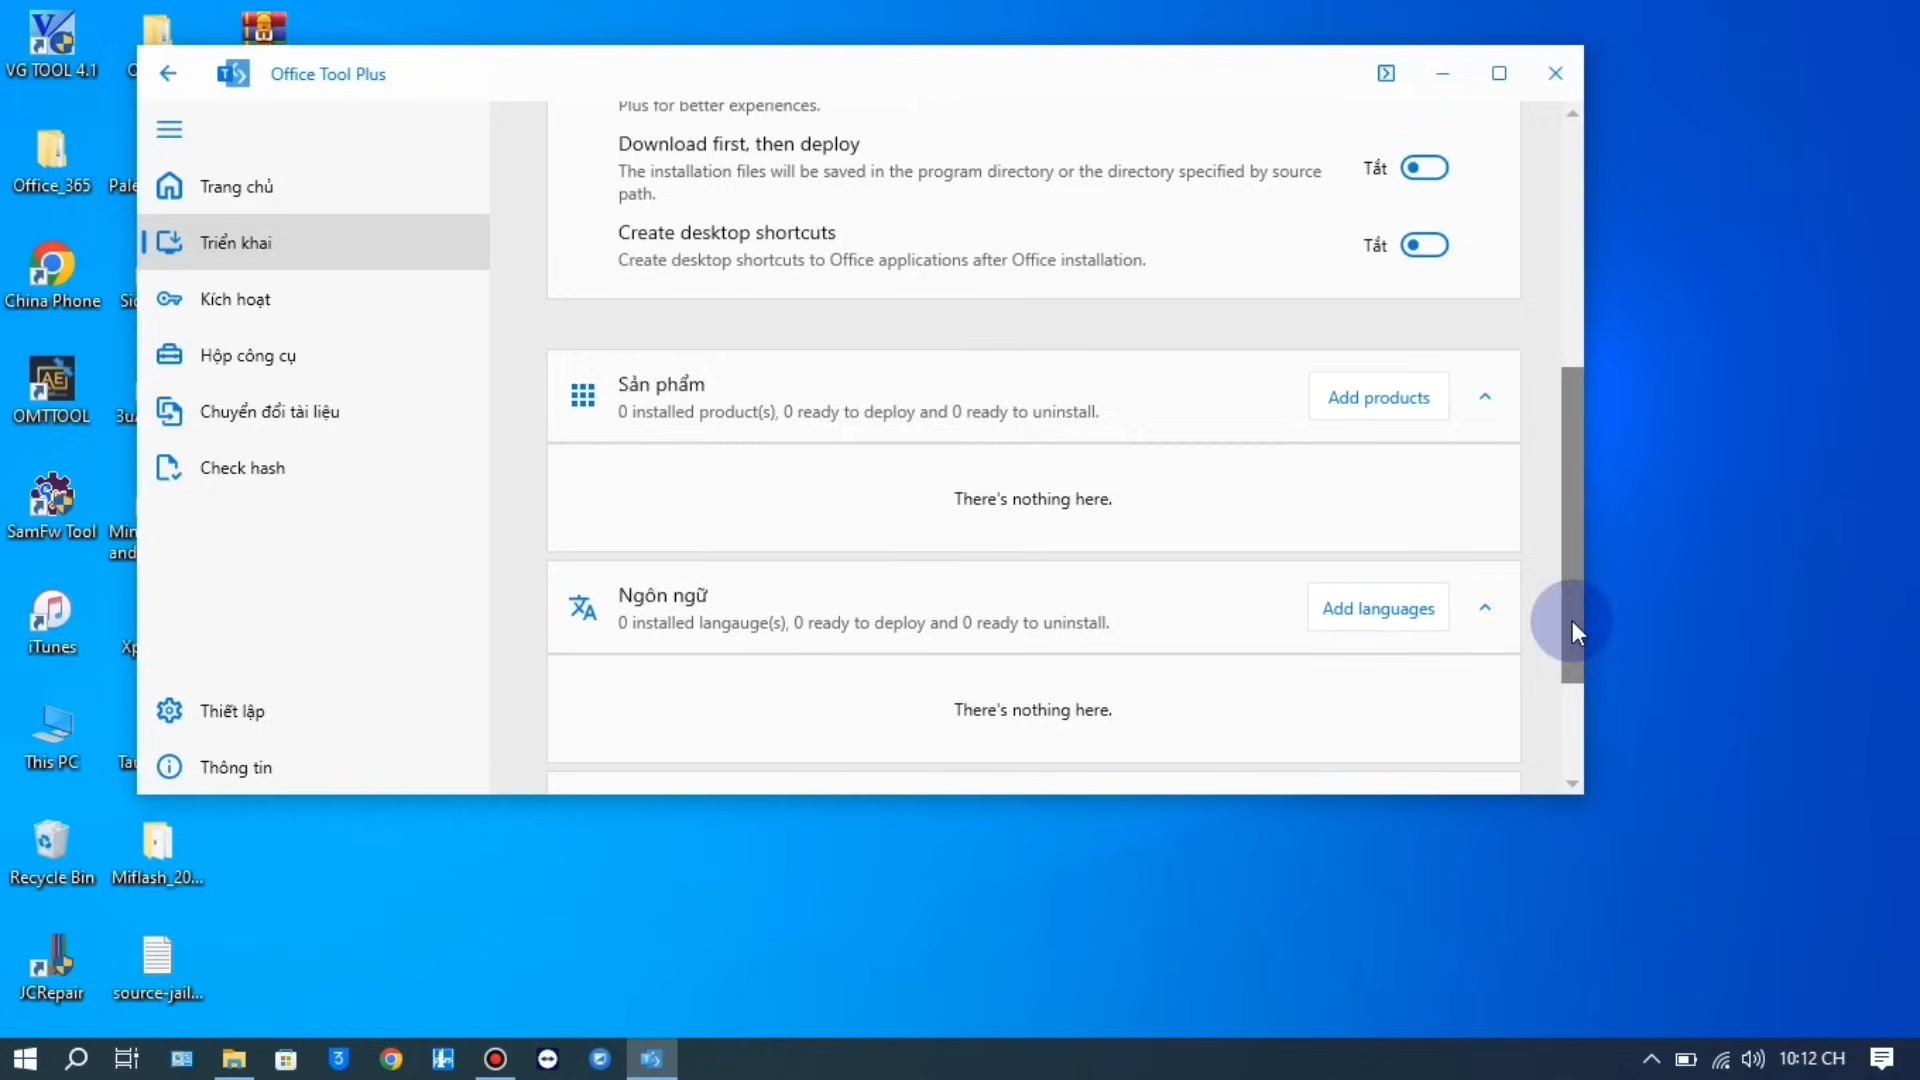 VG TOOL 4.1
Office_365
China Phone
OMTTOOL
SamFw Tool
iTunes
This PC
Recycle Bin
Miflash_20...
JCRepair
source-jail...
Office Tool Plus
Trang chủ
Triển khai
Kích hoạt
Hộp công cụ
Chuyển đổi tài liệu
Check hash
Thiết lập
Thông tin
Plus for better experiences.
Download first, then deploy
The installation files will be saved in the program directory or the directory specified by source
path.
Tắt
Create desktop shortcuts
Create desktop shortcuts to Office applications after Office installation.
Tắt
Sản phẩm
0 installed product(s), 0 ready to deploy and 0 ready to uninstall.
Add products
There's nothing here.
Ngôn ngữ
0 installed langauge(s), 0 ready to deploy and 0 ready to uninstall.
Add languages
There's nothing here.
10:12 CH